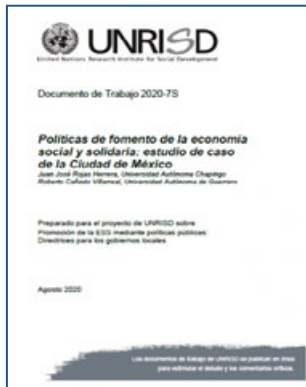 UNRISD
United Nations Research Institute for Social Development
Documento de Trabajo 2020-7S
Políticas de fomento de la economía
social y solidaria: estudio de caso
de la Ciudad de México
Juan José Rojas Herrera, Universidad Autónoma Chapingo
Roberto Cañedo Villarreal, Universidad Autónoma de Guerrero
Preparado para el proyecto de UNRISD sobre
Promoción de la ESS mediante políticas públicas:
Directrices para los gobiernos locales
Agosto 2020
Los documentos de trabajo de UNRISD se publican en línea
para estimular el debate y los comentarios críticos.